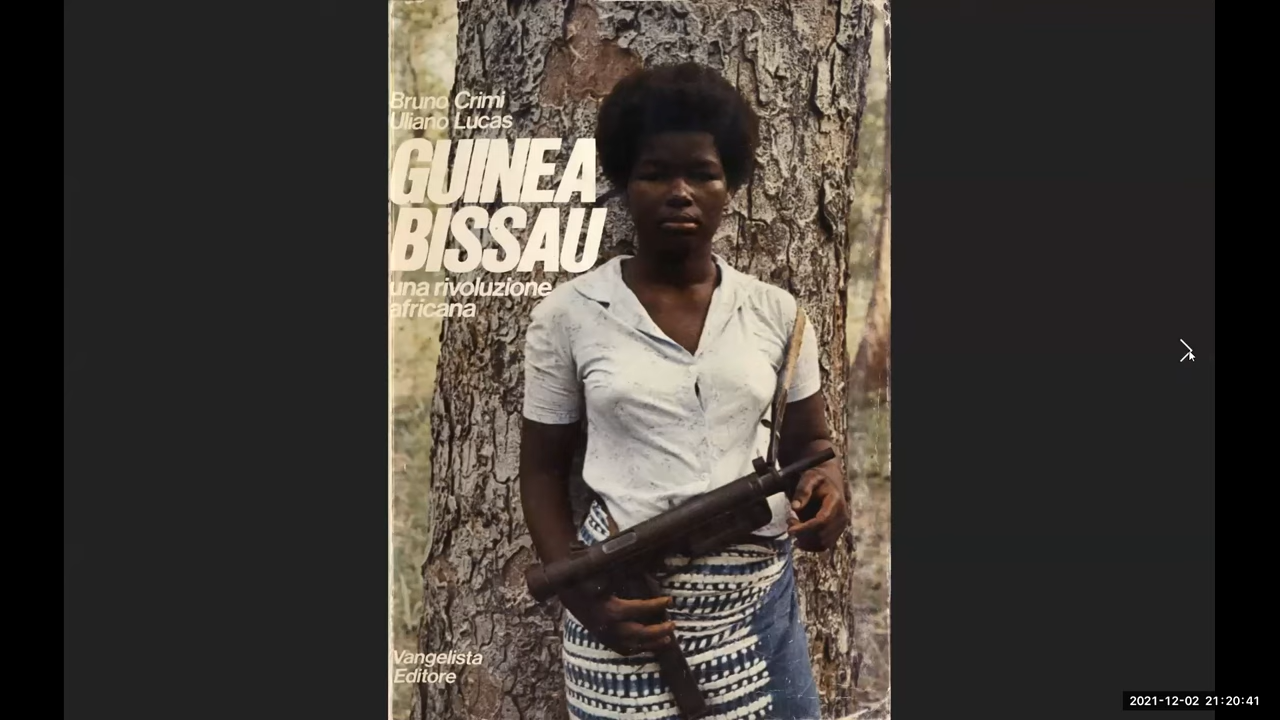 Bruno Crimi
Uliano Lucas
GUINEA
BISSAU
una rivoluzione
africana
Vangelista
Editore
2021-12-02 21:20:41